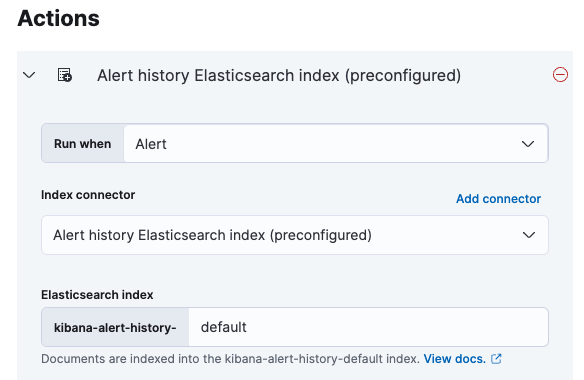 Actions
Alert history Elasticsearch index (preconfigured)
Run when Alert
Index connector Add connector
Alert history Elasticsearch index (preconfigured)
Elasticsearch index
kibana-alert-history- default
Documents are indexed into the kibana-alert-history-default index. View docs.